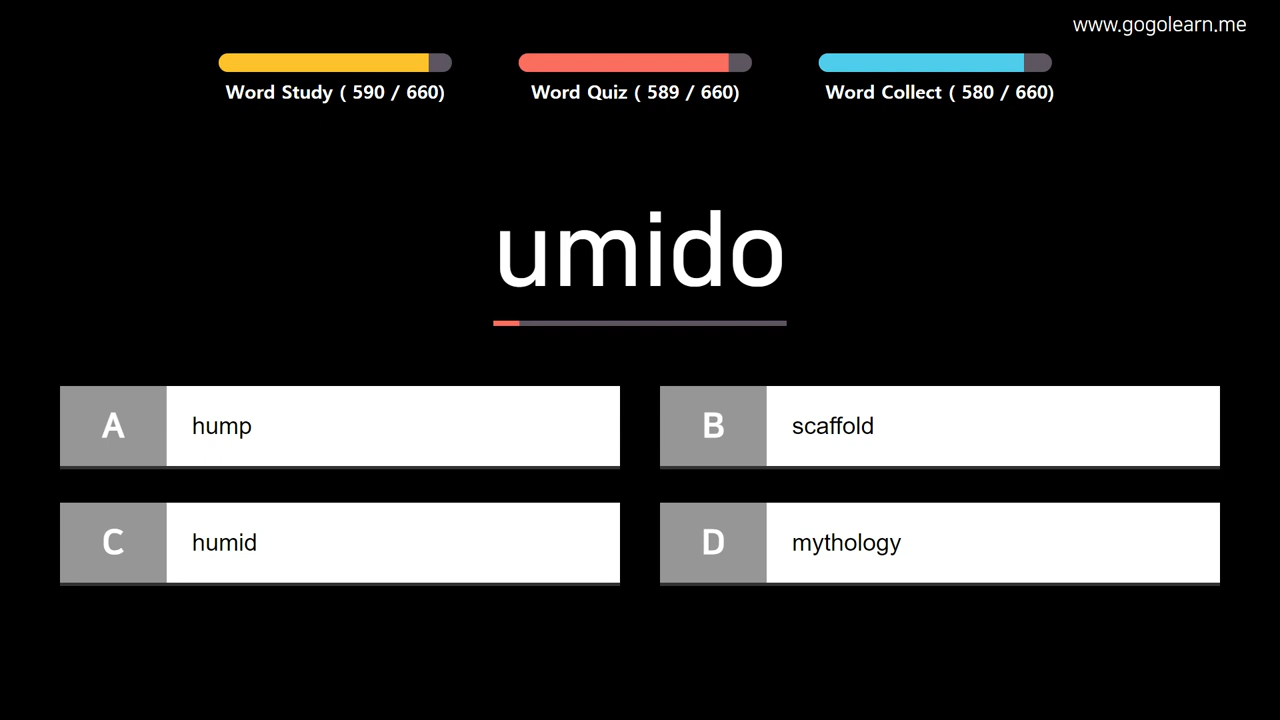 www.gogolearn.me
Word Study ( 590 / 660)
Word Quiz ( 589 / 660)
Word Collect ( 580 / 660)
umido
A hump
B scaffold
C humid
D mythology